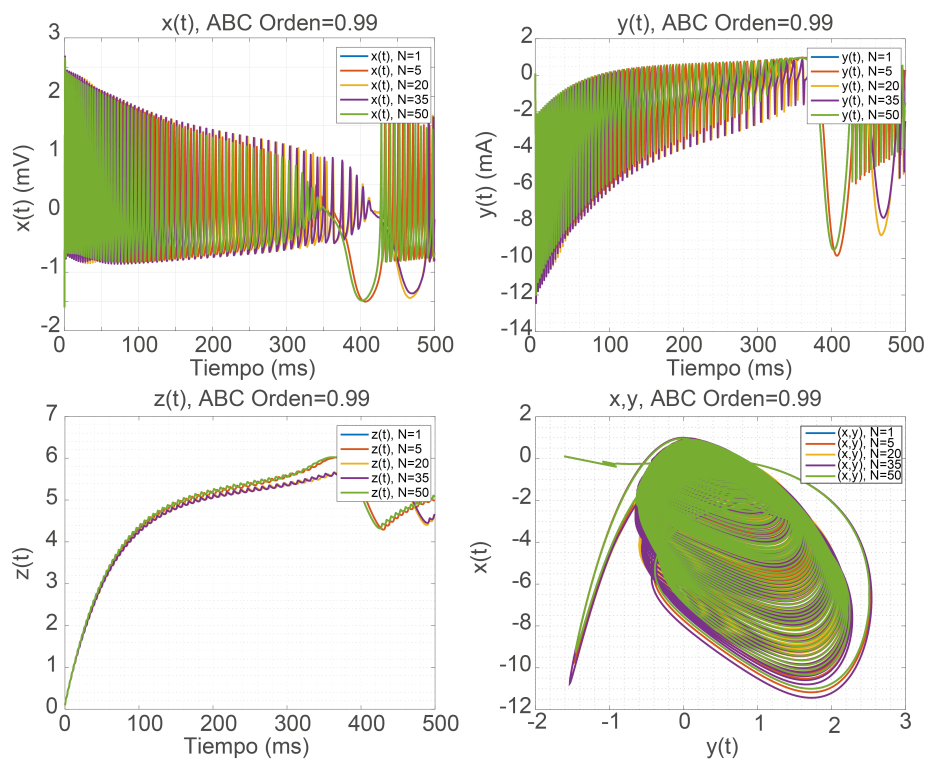 x(t), ABC Orden=0.99
3
2
1
0
-1
-2
x(t) (mV)
x(t), N=1
x(t), N=5
x(t), N=20
x(t), N=35
x(t), N=50
0 100 200 300 400 500
Tiempo (ms)
y(t), ABC Orden=0.99
2
0
-2
-4
-6
-8
-10
-12
-14
y(t) (mA)
y(t), N=1
y(t), N=5
y(t), N=20
y(t), N=35
y(t), N=50
0 100 200 300 400 500
Tiempo (ms)
z(t), ABC Orden=0.99
7
6
5
4
3
2
1
0
z(t)
z(t), N=1
z(t), N=5
z(t), N=20
z(t), N=35
z(t), N=50
0 100 200 300 400 500
Tiempo (ms)
x,y, ABC Orden=0.99
2
0
-2
-4
-6
-8
-10
-12
x(t)
(x,y), N=1
(x,y), N=5
(x,y), N=20
(x,y), N=35
(x,y), N=50
-2 -1 0 1 2 3
y(t)